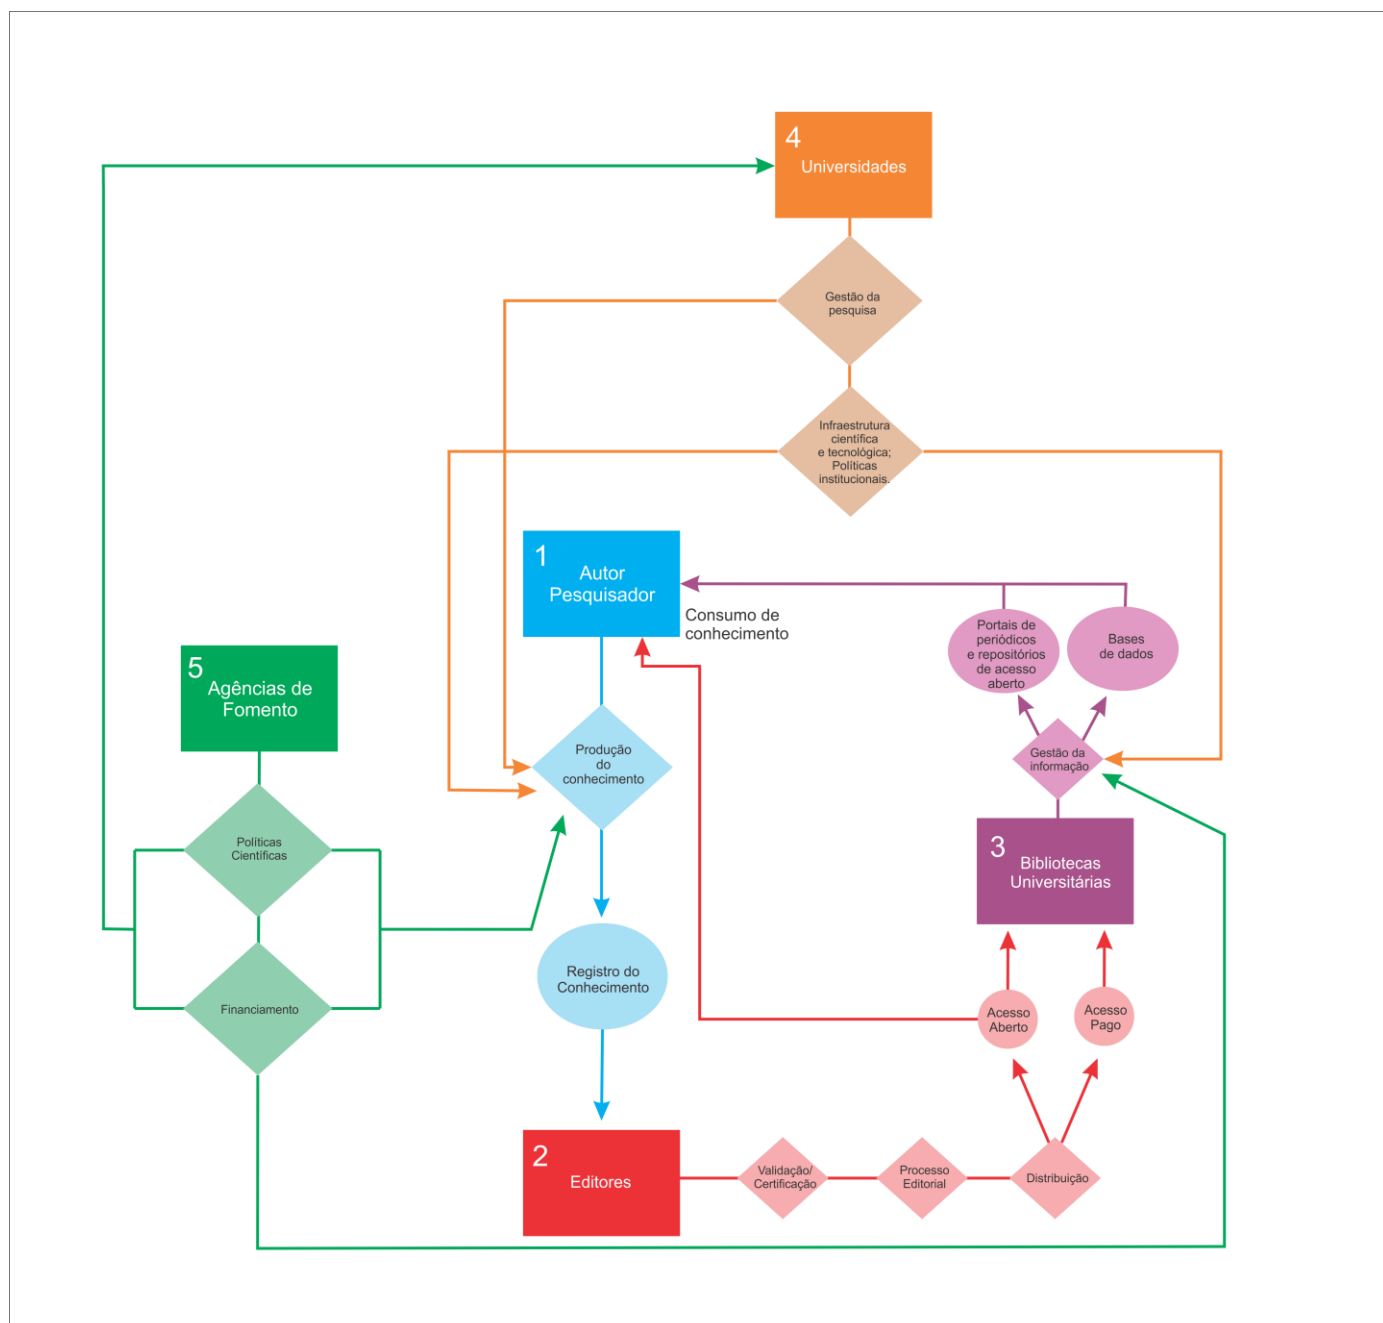 4
Universidades
Gestão da
pesquisa
Infraestrutura
científica
e tecnológica;
Políticas
institucionais.
1
Autor
Pesquisador
Consumo de
conhecimento
Portais de
periódicos
e repositórios
de acesso
aberto
Bases
de dados
5
Agências de
Fomento
Produção
do
conhecimento
Gestão da
informação
Políticas
Científicas
3
Bibliotecas
Universitárias
Registro do
Conhecimento
Financiamento
Acesso
Aberto
Acesso
Pago
2
Editores
Validação/
Certificação
Processo
Editorial
Distribuição